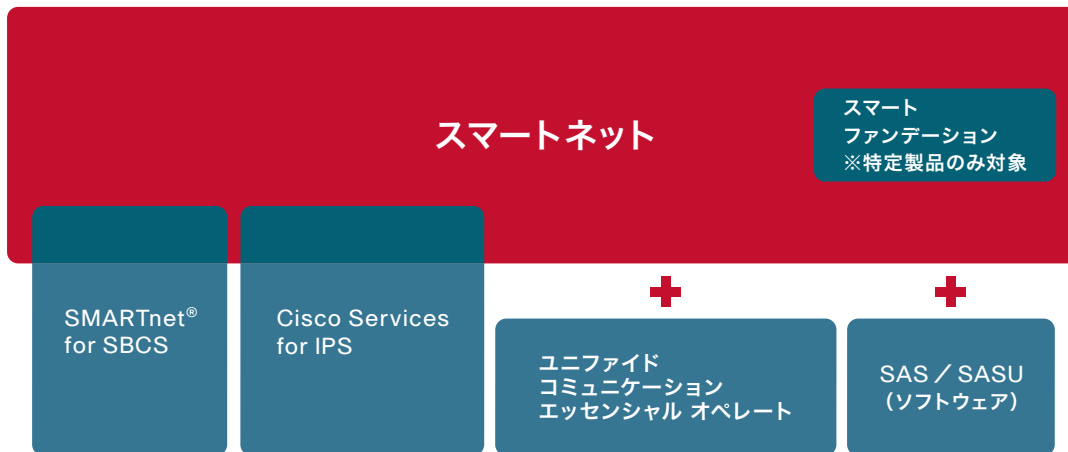 スマートネット
スマート
ファンデーション
※特定製品のみ対象
SMARTnet®
for SBCS
Cisco Services
for IPS
ユニファイド
コミュニケーション
エッセンシャル オペレート
SAS / SASU
(ソフトウェア)